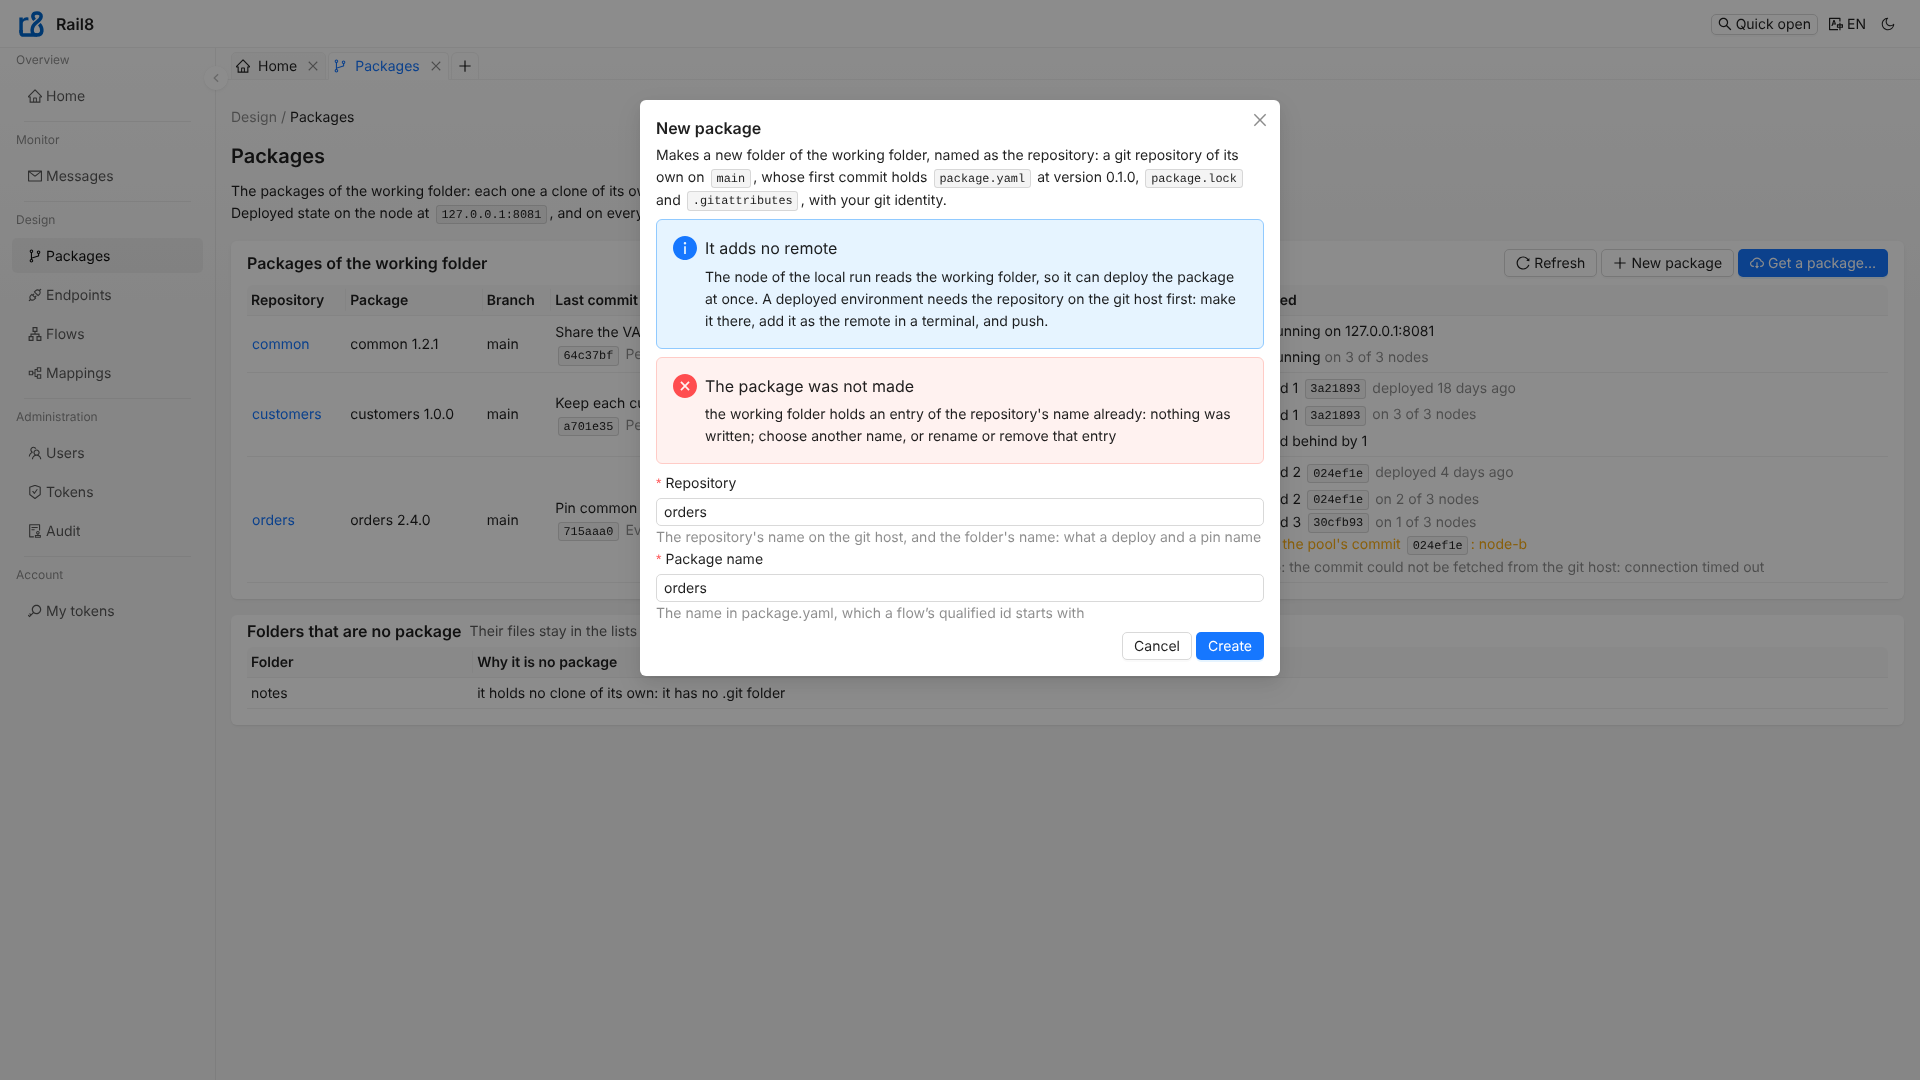 Rail8
Quick open
EN
Overview
Home
Monitor
Messages
Design
Packages
Endpoints
Flows
Mappings
Administration
Users
Tokens
Audit
Account
My tokens
Home
Packages
Design / Packages
Packages
The packages of the working folder: each one a clone of its
Deployed state on the node at 127.0.0.1:8081, and on every
Packages of the working folder
Refresh
New package
Get a package...
Repository Package Branch Last commit
common common 1.2.1 main Share the
64c37bf
unning on 127.0.0.1:8081
unning on 3 of 3 nodes
customers customers 1.0.0 main Keep each
a701e35
d 1 3a21893 deployed 18 days ago
d 1 3a21893 on 3 of 3 nodes
d behind by 1
orders orders 2.4.0 main Pin common
715aaa0
d 2 024ef1e deployed 4 days ago
d 2 024ef1e on 2 of 3 nodes
d 3 30cfb93 on 1 of 3 nodes
the pool's commit 024ef1e : node-b
: the commit could not be fetched from the git host: connection timed out
Folders that are no package Their files stay in the lists
Folder Why it is no package
notes it holds no clone of its own: it has no .git folder
New package
Makes a new folder of the working folder, named as the repository: a git repository of its
own on main, whose first commit holds package.yaml at version 0.1.0, package.lock
and .gitattributes, with your git identity.
It adds no remote
The node of the local run reads the working folder, so it can deploy the package
at once. A deployed environment needs the repository on the git host first: make
it there, add it as the remote in a terminal, and push.
The package was not made
the working folder holds an entry of the repository's name already: nothing was
written; choose another name, or rename or remove that entry
* Repository
orders
The repository's name on the git host, and the folder's name: what a deploy and a pin name
* Package name
orders
The name in package.yaml, which a flow’s qualified id starts with
Cancel
Create